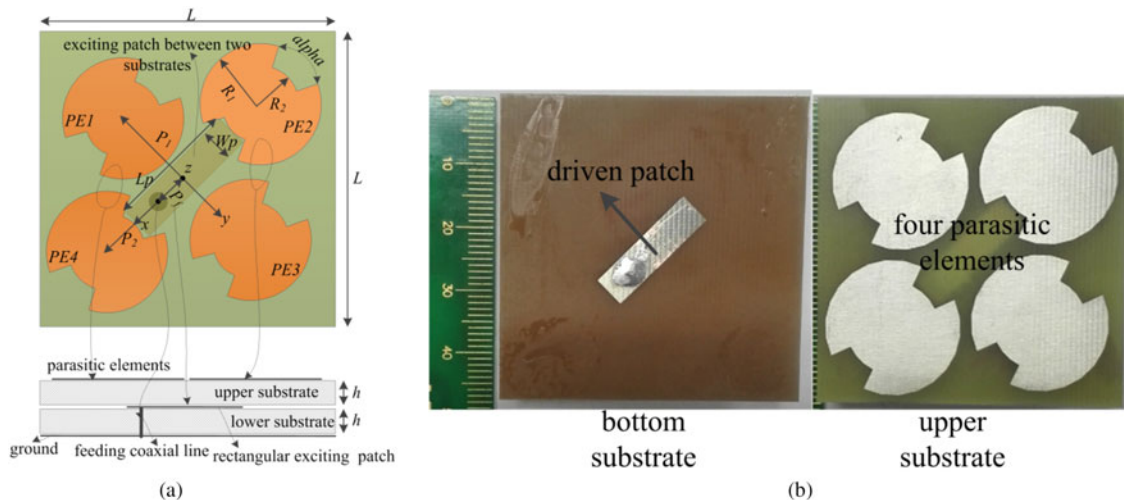 (a)
L
exciting patch between two
substrates
alpha
R1
R2
PE1
PE2
P1
Wp
Lp
z
L
P1
x
y
P2
PE4
PE3
parasitic elements
upper substrate
h
lower substrate
h
ground
feeding coaxial line
rectangular exciting patch
(a)
0
10
20
30
40
driven patch
four parasitic
elements
bottom
substrate
upper
substrate
(b)